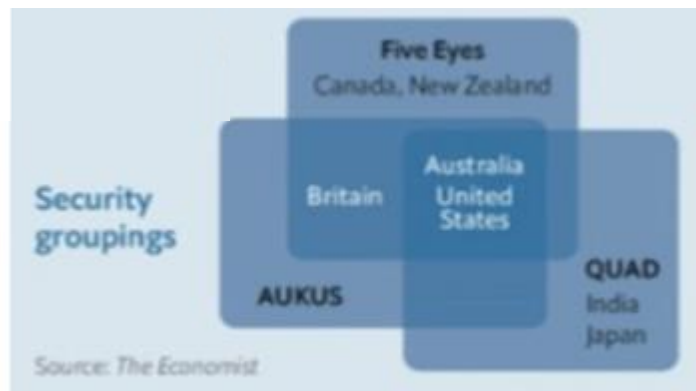 Five Eyes
Canada, New Zealand
Security
groupings
Britain
Australia
United
States
AUKUS
QUAD
India
Japan
Source: The Economist